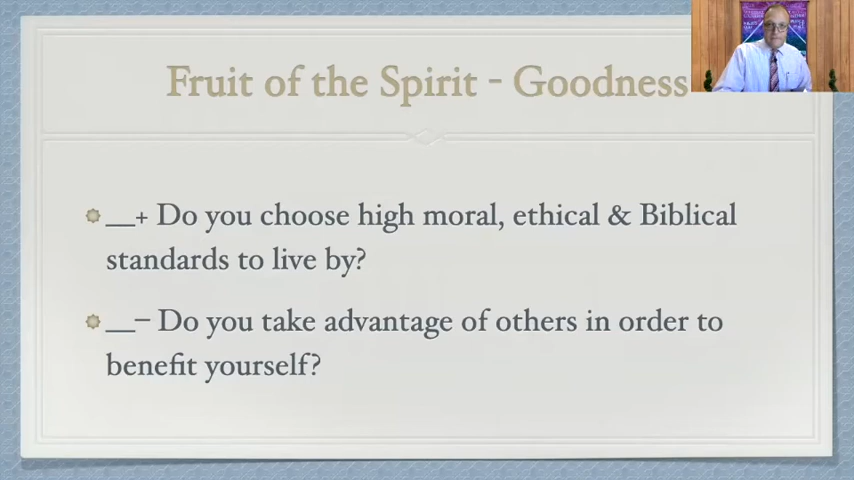 Fruit of the Spirit - Goodness
__+ Do you choose high moral, ethical & Biblical
standards to live by?
__– Do you take advantage of others in order to
benefit yourself?